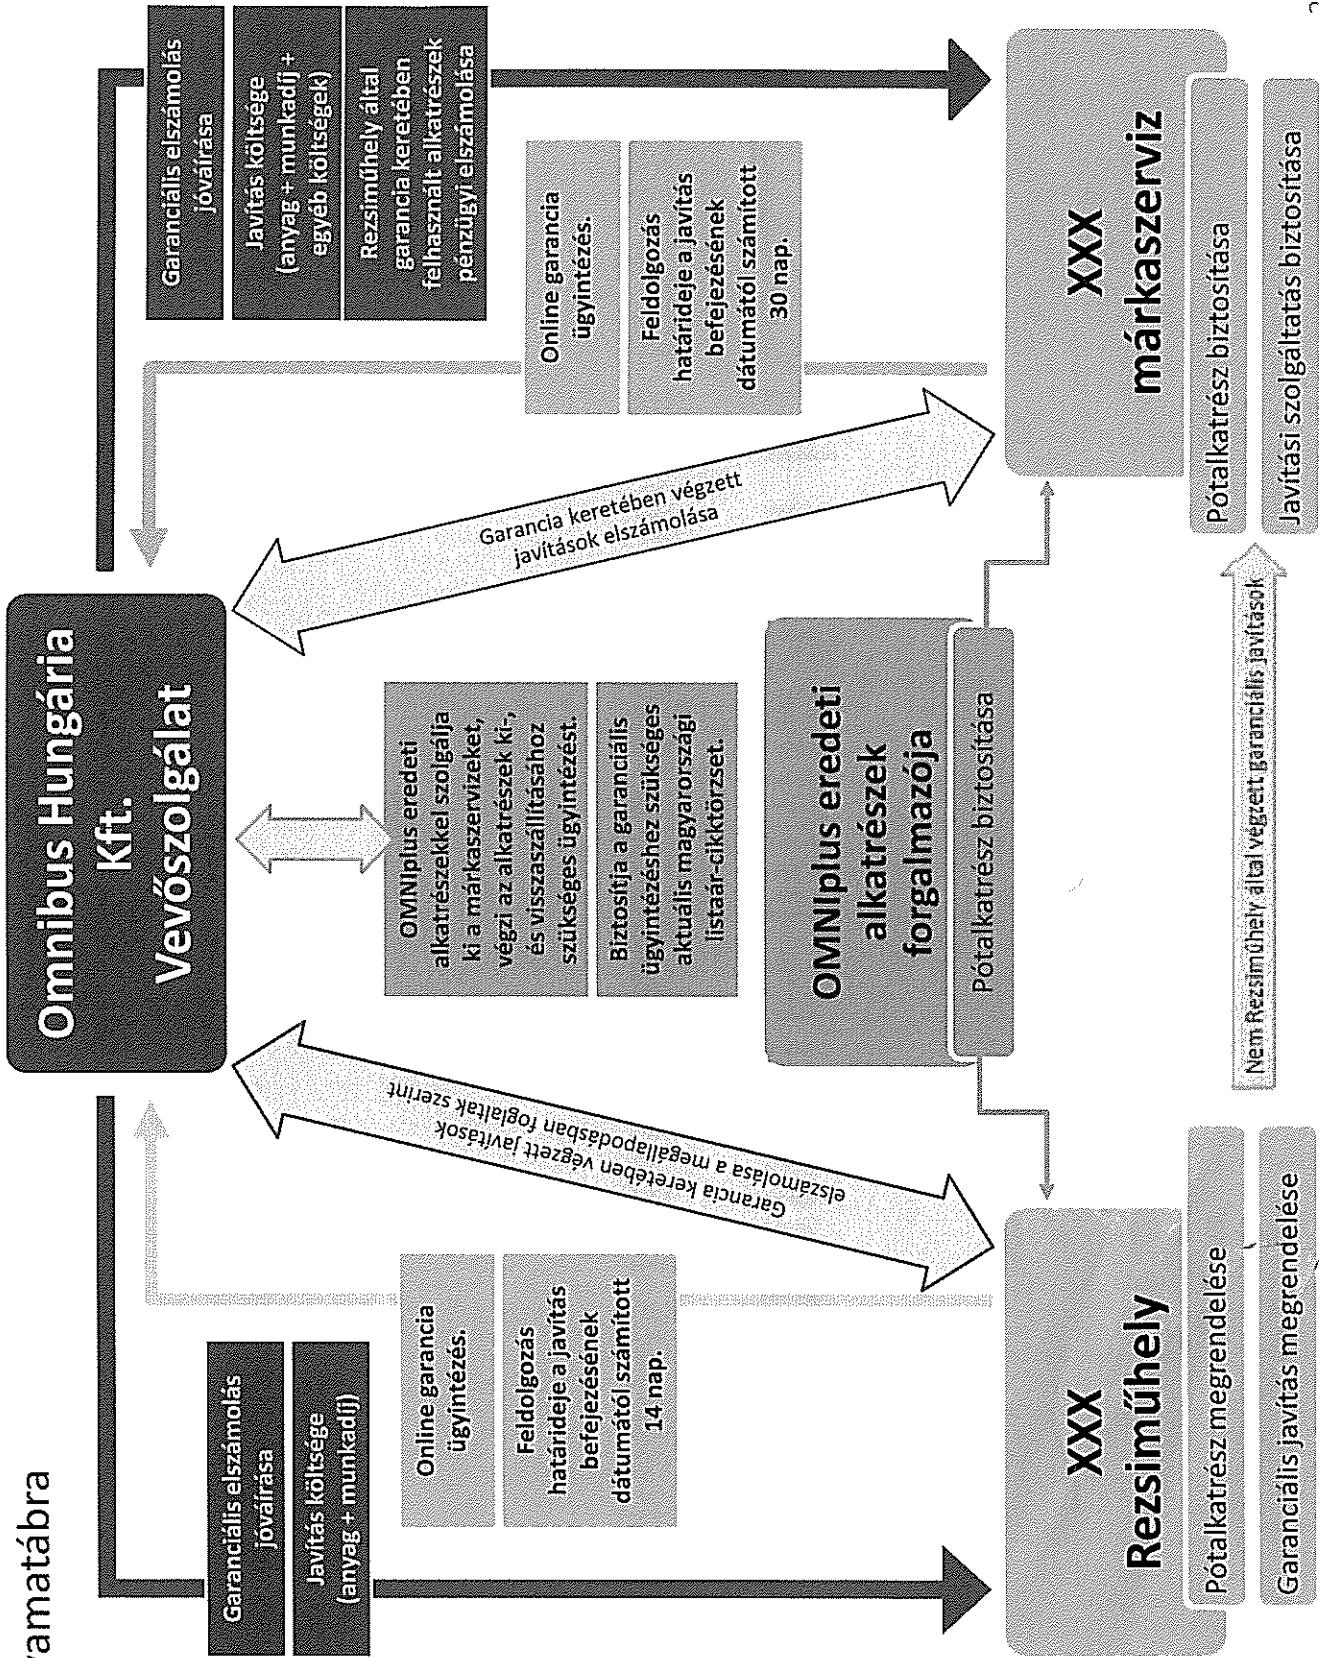 amatábra
Omnibus Hungária
Kft.
Vevőszolgálat
Garanciális elszámolás
jóváírása
Javítás költsége
(anyag + munkadíj)
Online garancia
ügyintézés.
Feldolgozás
határideje a javítás
befejezésének
dátumától számított
14 nap.
Garancia keretében végzett javítások
elszámolása a megállapodásban foglaltak szerint
OMNIplus eredeti
alkatrészekkel szolgálja
ki a márkaszervizeket,
végzi az alkatrészek ki-,
és visszaszállításához
szükséges ügyintézést.
Biztosítja a garanciális
ügyintézéshez szükséges
aktuális magyarországi
listaár-cikktörzset.
Garancia keretében végzett
javítások elszámolása
Garanciális elszámolás
jóváírása
Javítás költsége
(anyag + munkadíj +
egyéb költségek)
Rezsiműhely által
garancia keretében
felhasznált alkatrészek
pénzügyi elszámolása
Online garancia
ügyintézés.
Feldolgozás
határideje a javítás
befejezésének
dátumától számított
30 nap.
OMNIplus eredeti
alkatrészek
forgalmazója
Pótalkatrész biztosítása
XXX
Rezsiműhely
Pótalkatrész megrendelése
Garanciális javítás megrendelése
Nem Rezsiműhely által végzett garanciális javítások
XXX
márkaszerviz
Pótalkatrész biztosítása
Javítási szolgáltatás biztosítása